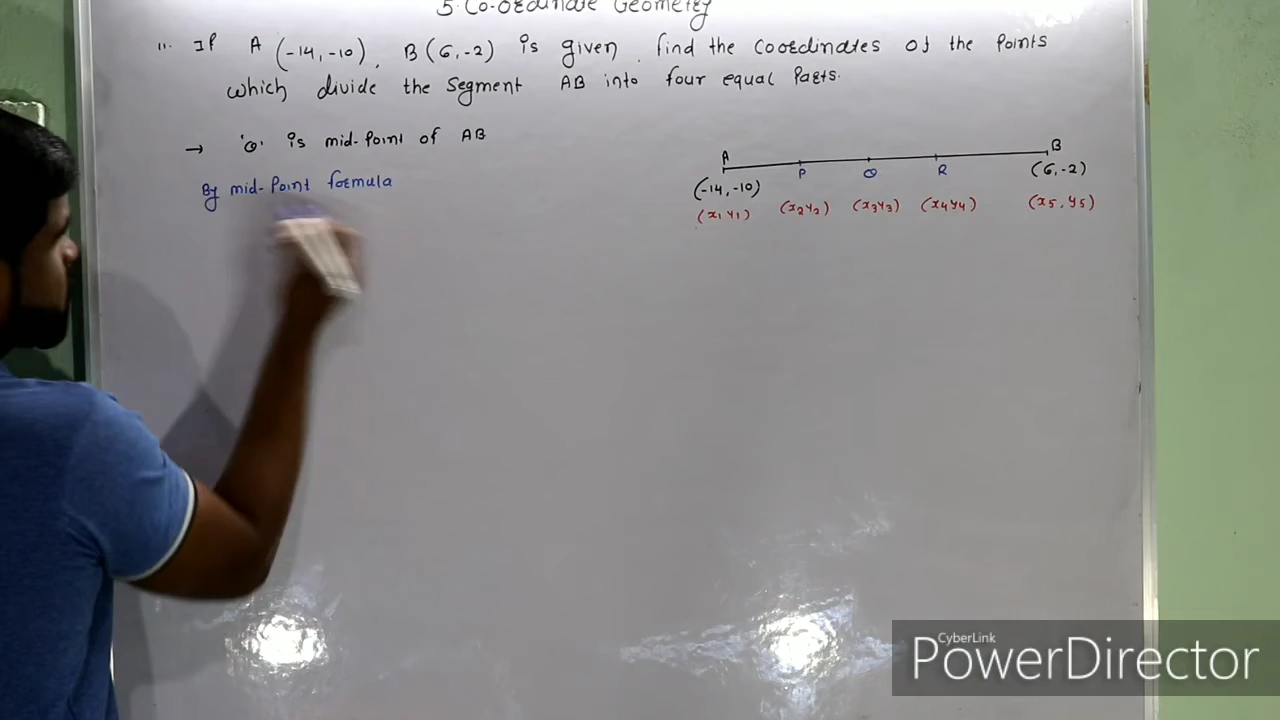 5. Co-ordinate Geometry
11. If A (-14, -10), B (6, -2) is given. find the coordinates of the Points
which divide the Segment AB into four equal Parts.
→ 'Q' is mid-Point of AB
By mid-Point formula
A B
P Q R
(-14, -10) (6, -2)
(x₁ y₁) (x₂ y₂) (x₃ y₃) (x₄ y₄) (x₅, y₅)
CyberLink
PowerDirector